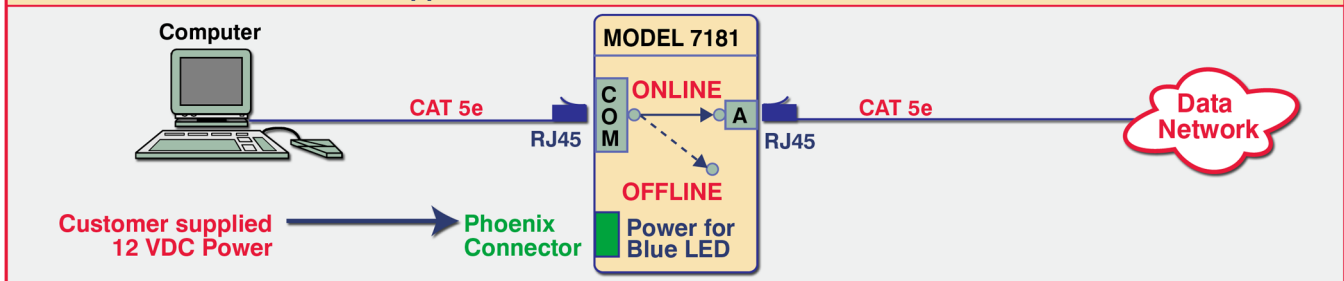 Computer
MODEL 7181
CAT 5e
RJ45
COM
ONLINE
A
OFFLINE
RJ45
CAT 5e
Data
Network
Customer supplied
12 VDC Power
Phoenix
Connector
Power for
Blue LED